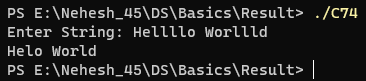 PS E:\Nehesh_45\DS\Basics\Result> ./C74
Enter String: Hellllo Worllld
Helo World
PS E:\Nehesh_45\DS\Basics\Result>